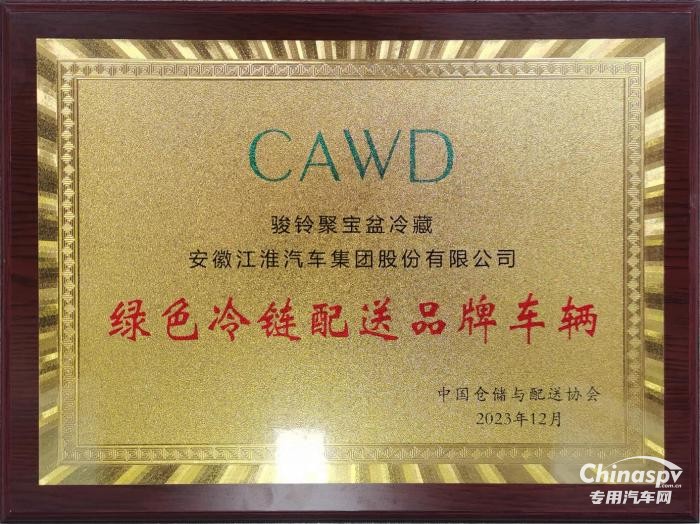 CAWD
骏铃聚宝盆冷藏
安徽江淮汽车集团股份有限公司
绿色冷链配送品牌车辆
中国仓储与配送协会
2023年12月
Chinaspv
.com.cn
专用汽车网